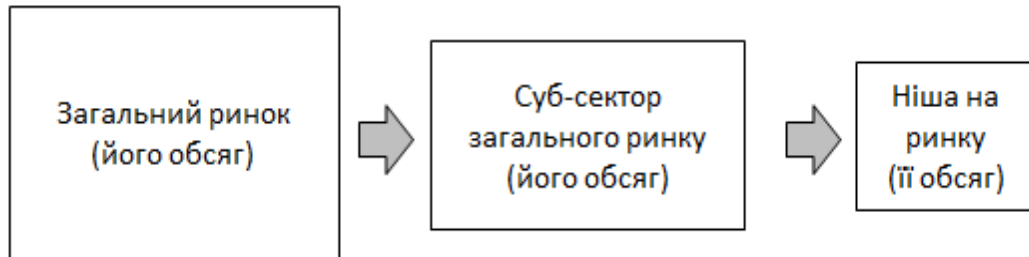 Загальний ринок
(його обсяг)
Суб-сектор
загального ринку
(його обсяг)
Ніша на
ринку
(її обсяг)